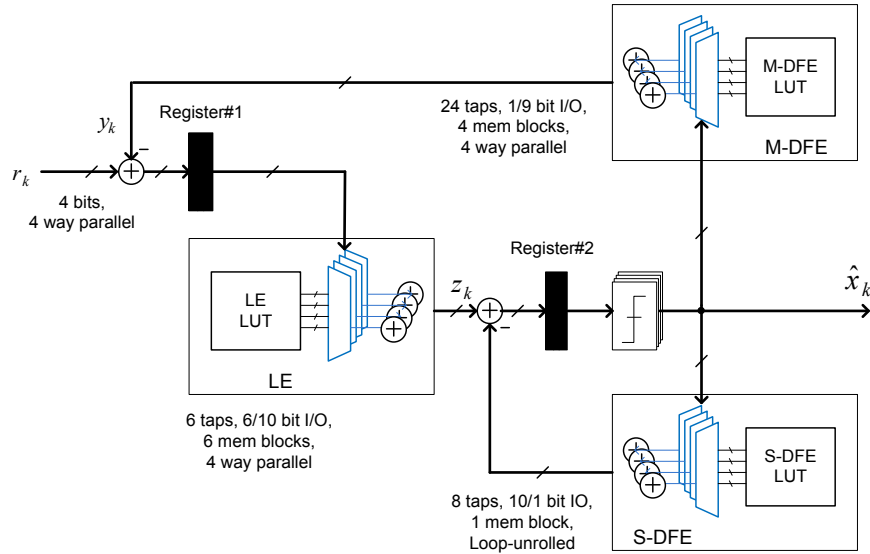 M-DFE
LUT
M-DFE
24 taps, 1/9 bit I/O,
4 mem blocks,
4 way parallel
Register#1
y_k
−
r_k
4 bits,
4 way parallel
LE
LUT
LE
6 taps, 6/10 bit I/O,
6 mem blocks,
4 way parallel
z_k
−
Register#2
x̂_k
S-DFE
LUT
S-DFE
8 taps, 10/1 bit IO,
1 mem block,
Loop-unrolled